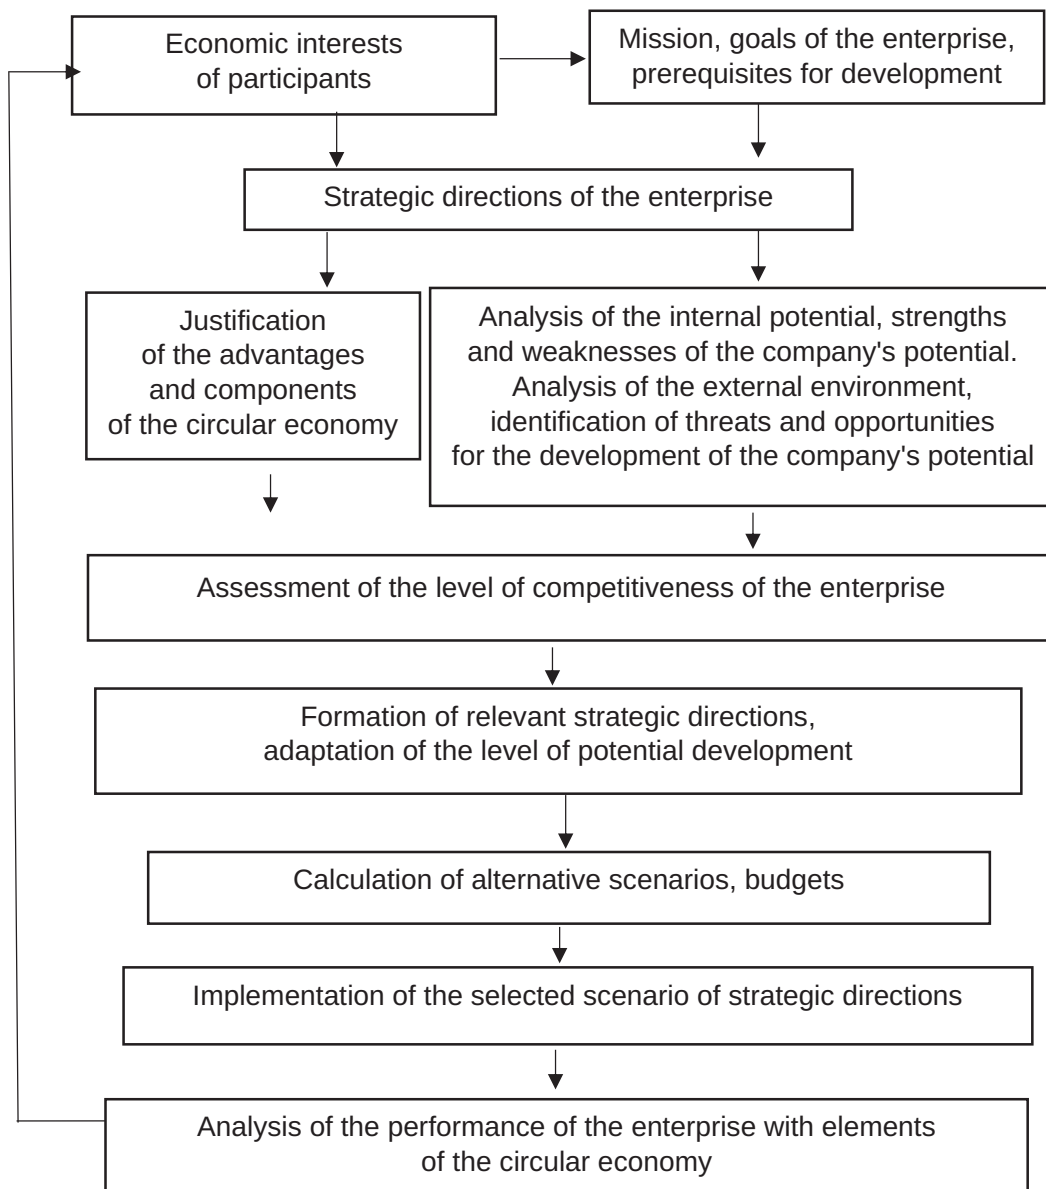 Economic interests
of participants
Mission, goals of the enterprise,
prerequisites for development
Strategic directions of the enterprise
Justification
of the advantages
and components
of the circular economy
Analysis of the internal potential, strengths
and weaknesses of the company's potential.
Analysis of the external environment,
identification of threats and opportunities
for the development of the company's potential
Assessment of the level of competitiveness of the enterprise
Formation of relevant strategic directions,
adaptation of the level of potential development
Calculation of alternative scenarios, budgets
Implementation of the selected scenario of strategic directions
Analysis of the performance of the enterprise with elements
of the circular economy